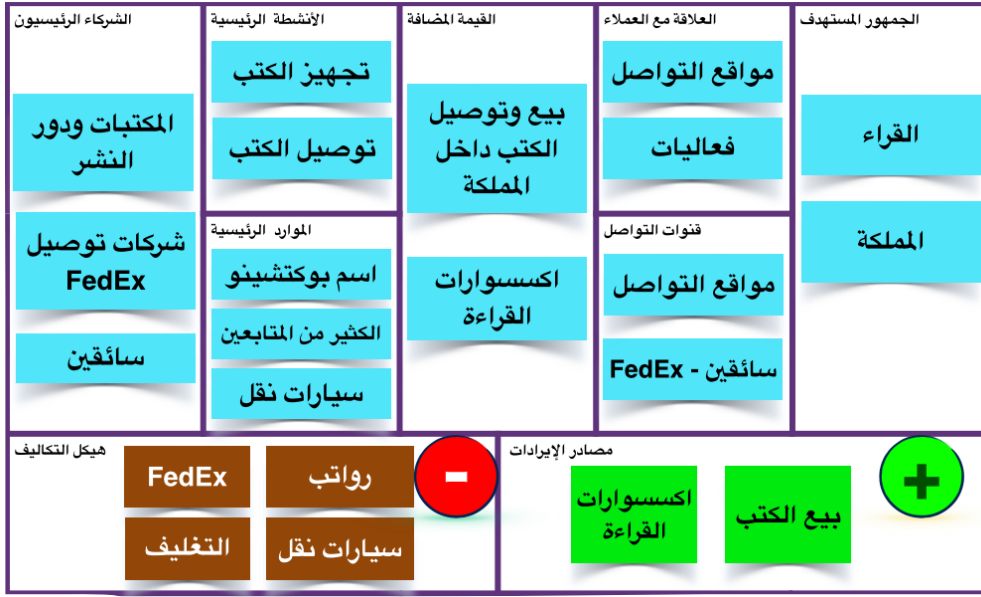 الجمهور المستهدف
القراء
المملكة
العلاقة مع العملاء
مواقع التواصل
فعاليات
قنوات التواصل
مواقع التواصل
سائقين - FedEx
القيمة المضافة
بيع وتوصيل
الكتب داخل
المملكة
اكسسوارات
القراءة
الأنشطة الرئيسية
تجهيز الكتب
توصيل الكتب
الموارد الرئيسية
اسم بوكتشينو
الكثير من المتابعين
سيارات نقل
الشركاء الرئيسيون
المكتبات ودور
النشر
شركات توصيل
FedEx
سائقين
مصادر الإيرادات
+
بيع الكتب
اكسسوارات
القراءة
هيكل التكاليف
-
رواتب
FedEx
سيارات نقل
التغليف